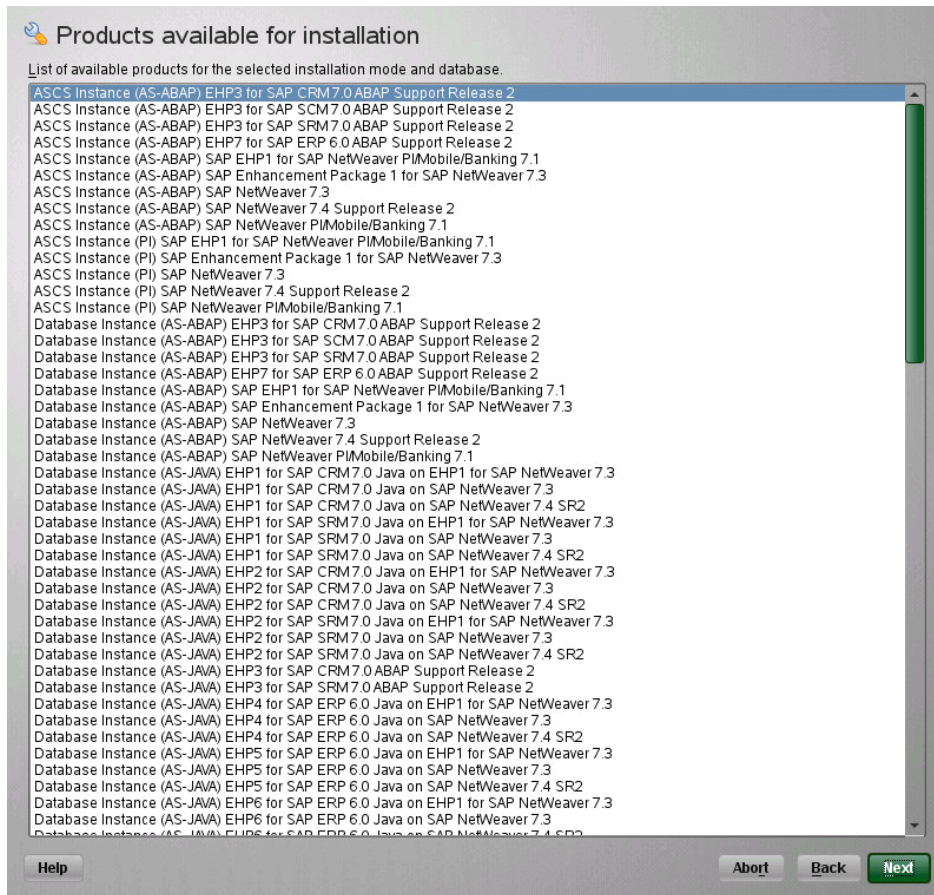 Products available for installation
List of available products for the selected installation mode and database.
ASCS Instance (AS-ABAP) EHP3 for SAP CRM 7.0 ABAP Support Release 2
ASCS Instance (AS-ABAP) EHP3 for SAP SCM 7.0 ABAP Support Release 2
ASCS Instance (AS-ABAP) EHP3 for SAP SRM 7.0 ABAP Support Release 2
ASCS Instance (AS-ABAP) EHP7 for SAP ERP 6.0 ABAP Support Release 2
ASCS Instance (AS-ABAP) SAP EHP1 for SAP NetWeaver PI/Mobile/Banking 7.1
ASCS Instance (AS-ABAP) SAP Enhancement Package 1 for SAP NetWeaver 7.3
ASCS Instance (AS-ABAP) SAP NetWeaver 7.3
ASCS Instance (AS-ABAP) SAP NetWeaver 7.4 Support Release 2
ASCS Instance (AS-ABAP) SAP NetWeaver PI/Mobile/Banking 7.1
ASCS Instance (PI) SAP EHP1 for SAP NetWeaver PI/Mobile/Banking 7.1
ASCS Instance (PI) SAP Enhancement Package 1 for SAP NetWeaver 7.3
ASCS Instance (PI) SAP NetWeaver 7.3
ASCS Instance (PI) SAP NetWeaver 7.4 Support Release 2
ASCS Instance (PI) SAP NetWeaver PI/Mobile/Banking 7.1
Database Instance (AS-ABAP) EHP3 for SAP CRM 7.0 ABAP Support Release 2
Database Instance (AS-ABAP) EHP3 for SAP SCM 7.0 ABAP Support Release 2
Database Instance (AS-ABAP) EHP3 for SAP SRM 7.0 ABAP Support Release 2
Database Instance (AS-ABAP) EHP7 for SAP ERP 6.0 ABAP Support Release 2
Database Instance (AS-ABAP) SAP EHP1 for SAP NetWeaver PI/Mobile/Banking 7.1
Database Instance (AS-ABAP) SAP Enhancement Package 1 for SAP NetWeaver 7.3
Database Instance (AS-ABAP) SAP NetWeaver 7.3
Database Instance (AS-ABAP) SAP NetWeaver 7.4 Support Release 2
Database Instance (AS-ABAP) SAP NetWeaver PI/Mobile/Banking 7.1
Database Instance (AS-JAVA) EHP1 for SAP CRM 7.0 Java on EHP1 for SAP NetWeaver 7.3
Database Instance (AS-JAVA) EHP1 for SAP CRM 7.0 Java on SAP NetWeaver 7.3
Database Instance (AS-JAVA) EHP1 for SAP CRM 7.0 Java on SAP NetWeaver 7.4 SR2
Database Instance (AS-JAVA) EHP1 for SAP SRM 7.0 Java on EHP1 for SAP NetWeaver 7.3
Database Instance (AS-JAVA) EHP1 for SAP SRM 7.0 Java on SAP NetWeaver 7.3
Database Instance (AS-JAVA) EHP1 for SAP SRM 7.0 Java on SAP NetWeaver 7.4 SR2
Database Instance (AS-JAVA) EHP2 for SAP CRM 7.0 Java on EHP1 for SAP NetWeaver 7.3
Database Instance (AS-JAVA) EHP2 for SAP CRM 7.0 Java on SAP NetWeaver 7.3
Database Instance (AS-JAVA) EHP2 for SAP CRM 7.0 Java on SAP NetWeaver 7.4 SR2
Database Instance (AS-JAVA) EHP2 for SAP SRM 7.0 Java on EHP1 for SAP NetWeaver 7.3
Database Instance (AS-JAVA) EHP2 for SAP SRM 7.0 Java on SAP NetWeaver 7.3
Database Instance (AS-JAVA) EHP2 for SAP SRM 7.0 Java on SAP NetWeaver 7.4 SR2
Database Instance (AS-JAVA) EHP3 for SAP CRM 7.0 ABAP Support Release 2
Database Instance (AS-JAVA) EHP3 for SAP SRM 7.0 ABAP Support Release 2
Database Instance (AS-JAVA) EHP4 for SAP ERP 6.0 Java on EHP1 for SAP NetWeaver 7.3
Database Instance (AS-JAVA) EHP4 for SAP ERP 6.0 Java on SAP NetWeaver 7.3
Database Instance (AS-JAVA) EHP4 for SAP ERP 6.0 Java on SAP NetWeaver 7.4 SR2
Database Instance (AS-JAVA) EHP5 for SAP ERP 6.0 Java on EHP1 for SAP NetWeaver 7.3
Database Instance (AS-JAVA) EHP5 for SAP ERP 6.0 Java on SAP NetWeaver 7.3
Database Instance (AS-JAVA) EHP5 for SAP ERP 6.0 Java on SAP NetWeaver 7.4 SR2
Database Instance (AS-JAVA) EHP6 for SAP ERP 6.0 Java on EHP1 for SAP NetWeaver 7.3
Database Instance (AS-JAVA) EHP6 for SAP ERP 6.0 Java on SAP NetWeaver 7.3
Database Instance (AS-JAVA) EHP6 for SAP ERP 6.0 Java on SAP NetWeaver 7.4 SR2
Help
Abort
Back
Next